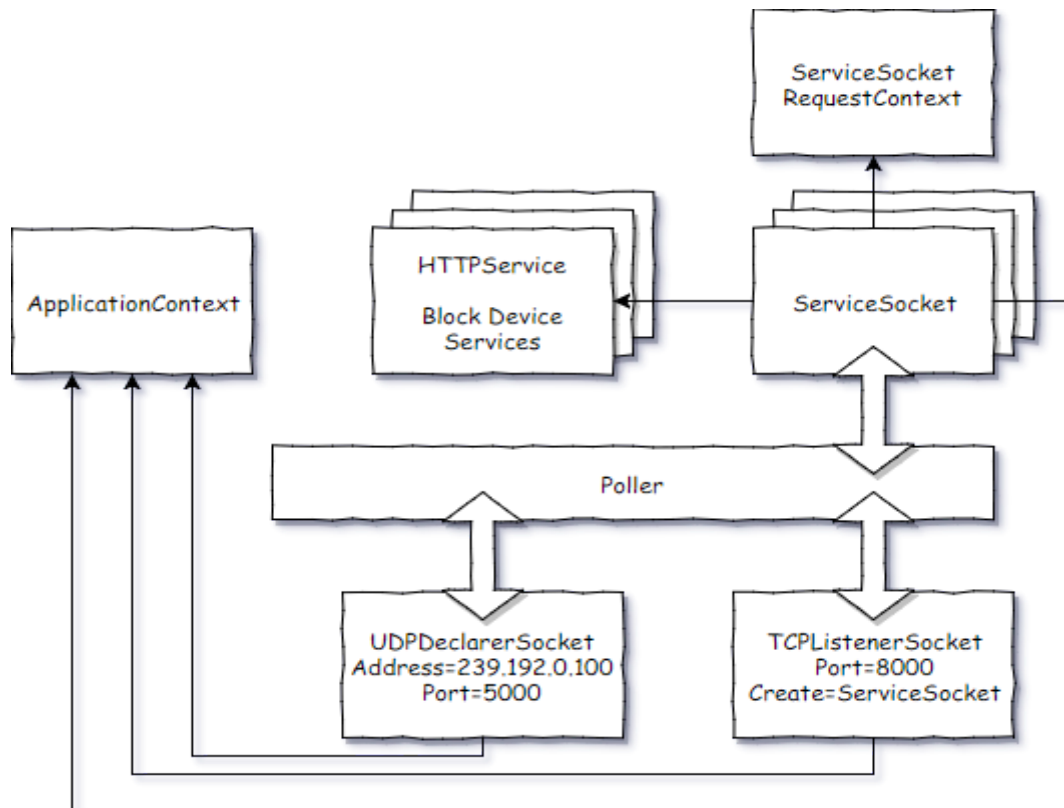 ServiceSocket
RequestContext
HTTPService
Block Device
Services
ServiceSocket
ApplicationContext
Poller
UDPDeclarerSocket
Address=239.192.0.100
Port=5000
TCPListenerSocket
Port=8000
Create=ServiceSocket